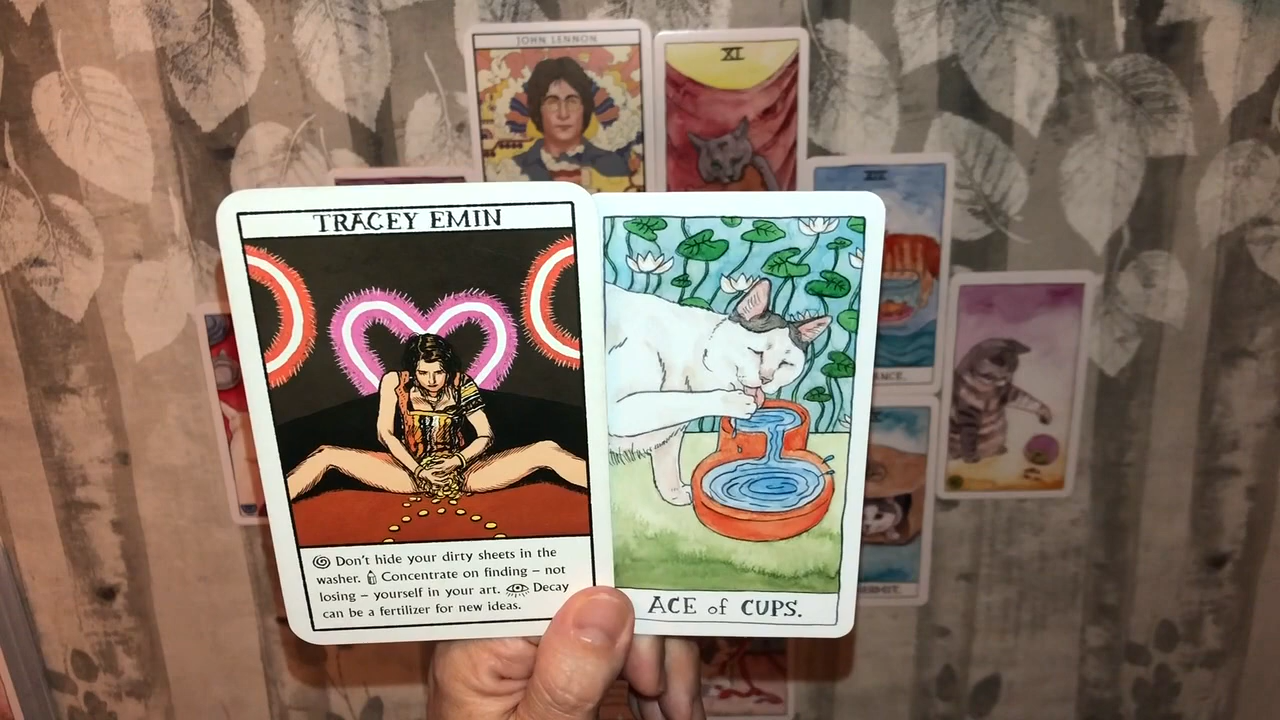 JOHN LENNON
XI
TRACEY EMIN
Don't hide your dirty sheets in the
washer. Concentrate on finding – not
losing – yourself in your art. Decay
can be a fertilizer for new ideas.
ACE of CUPS.